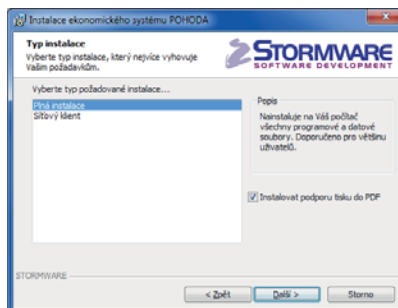 Instalace ekonomického systému POHODA
Typ instalace
Vyberte typ instalace, který nejvíce vyhovuje
Vašim požadavkům.
STORMWARE
SOFTWARE DEVELOPMENT
Vyberte typ požadované instalace...
Plná instalace
Síťový klient
Popis
Nainstaluje na Váš počítač
všechny programové a datové
soubory. Doporučeno pro většinu
uživatelů.
Instalovat podporu tisku do PDF
STORMWARE
< Zpět
Další >
Storno